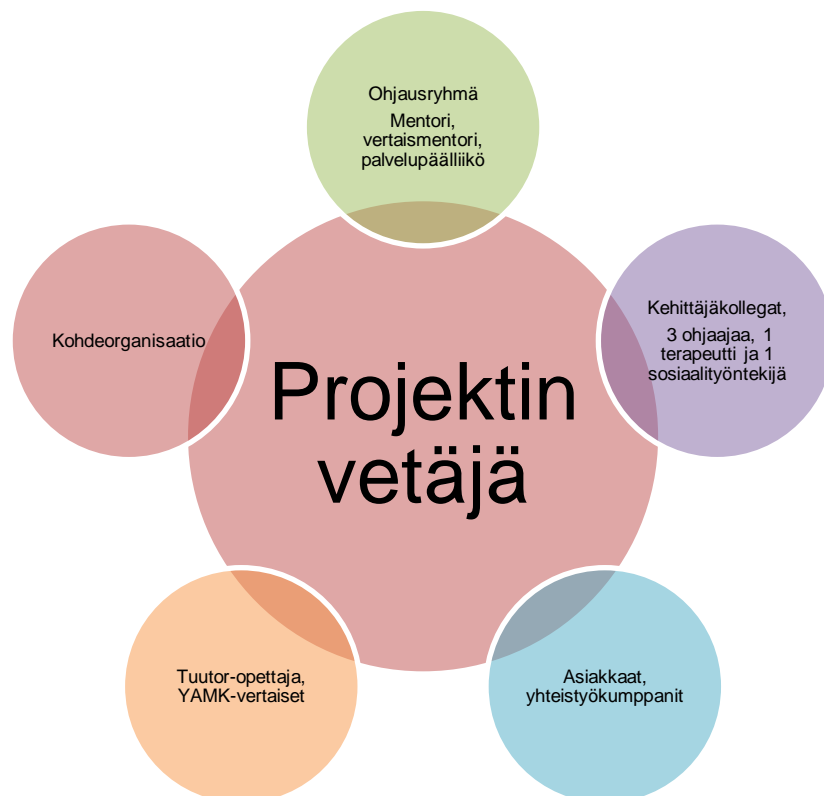 Ohjausryhmä
Mentori,
vertaismentori,
palvelupäälliikö
Kehittäjäkollegat,
3 ohjaajaa, 1
terapeutti ja 1
sosiaalityöntekijä
Kohdeorganisaatio
Projektin
vetäjä
Tuutor-opettaja,
YAMK-vertaiset
Asiakkaat,
yhteistyökumppanit